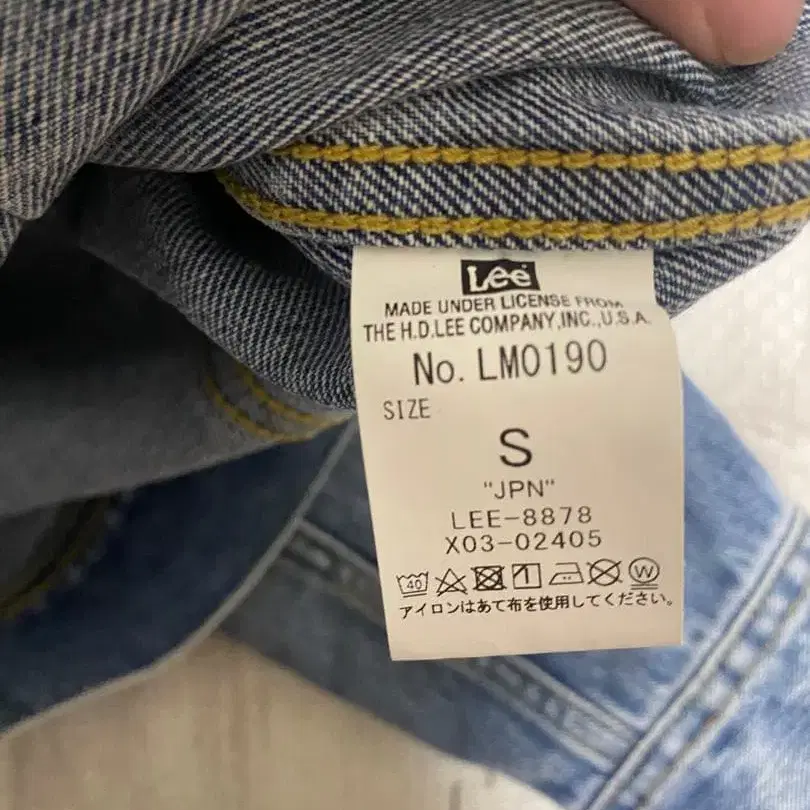 Lee
MADE UNDER LICENSE FROM
THE H.D.LEE COMPANY,INC.,U.S.A.
No. LM0190
SIZE
S
"JPN"
LEE-8878
X03-02405
40 W
アイロンはあて布を使用してください。